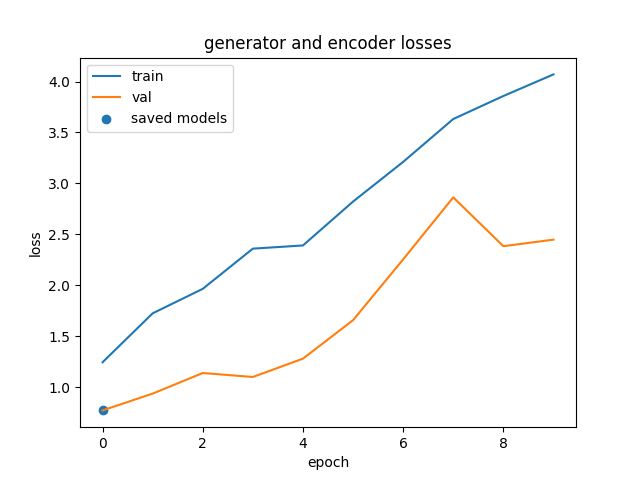 generator and encoder losses
train
val
saved models
4.0
3.5
3.0
2.5
2.0
1.5
1.0
loss
0 2 4 6 8
epoch